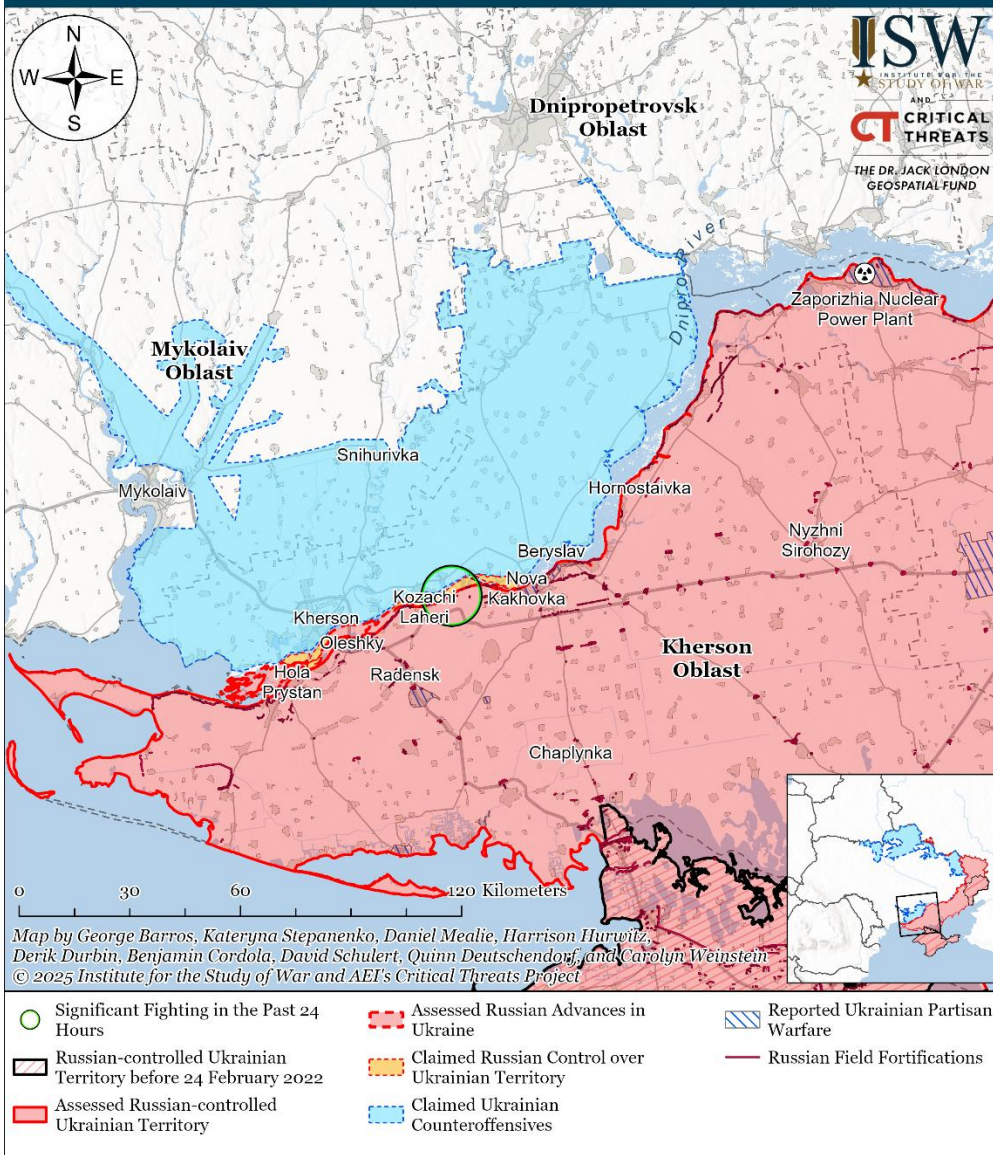 N
W E
S
ISW
INSTITUTE FOR THE
STUDY OF WAR
AND
CT CRITICAL
THREATS
THE DR. JACK LONDON
GEOSPATIAL FUND
Dnipropetrovsk
Oblast
Dnipro River
Zaporizhia Nuclear
Power Plant
Mykolaiv
Oblast
Snihurivka
Mykolaiv
Hornostaivka
Nyzhni
Sirohozy
Beryslav
Nova
Kakhovka
Kozachi
Laheri
Kherson
Oleshky
Kherson
Oblast
Hola
Prystan
Radensk
Chaplynka
0 30 60 120 Kilometers
Map by George Barros, Kateryna Stepanenko, Daniel Mealie, Harrison Hurwitz,
Derik Durbin, Benjamin Cordola, David Schulert, Quinn Deutschendorf, and Carolyn Weinstein
© 2025 Institute for the Study of War and AEI's Critical Threats Project
Significant Fighting in the Past 24
Hours
Russian-controlled Ukrainian
Territory before 24 February 2022
Assessed Russian-controlled
Ukrainian Territory
Assessed Russian Advances in
Ukraine
Claimed Russian Control over
Ukrainian Territory
Claimed Ukrainian
Counteroffensives
Reported Ukrainian Partisan
Warfare
Russian Field Fortifications